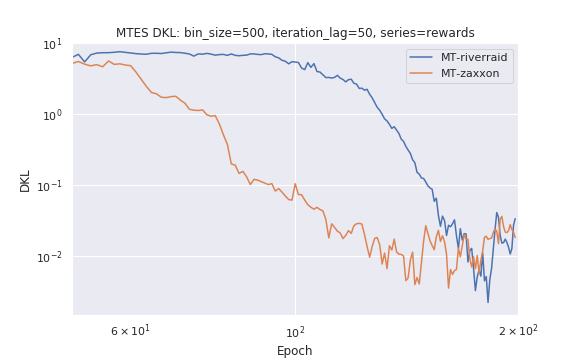 MTES DKL: bin_size=500, iteration_lag=50, series=rewards
MT-riverraid
MT-zaxxon
10¹
10⁰
10⁻¹
10⁻²
DKL
6 × 10¹
10²
2 × 10²
Epoch